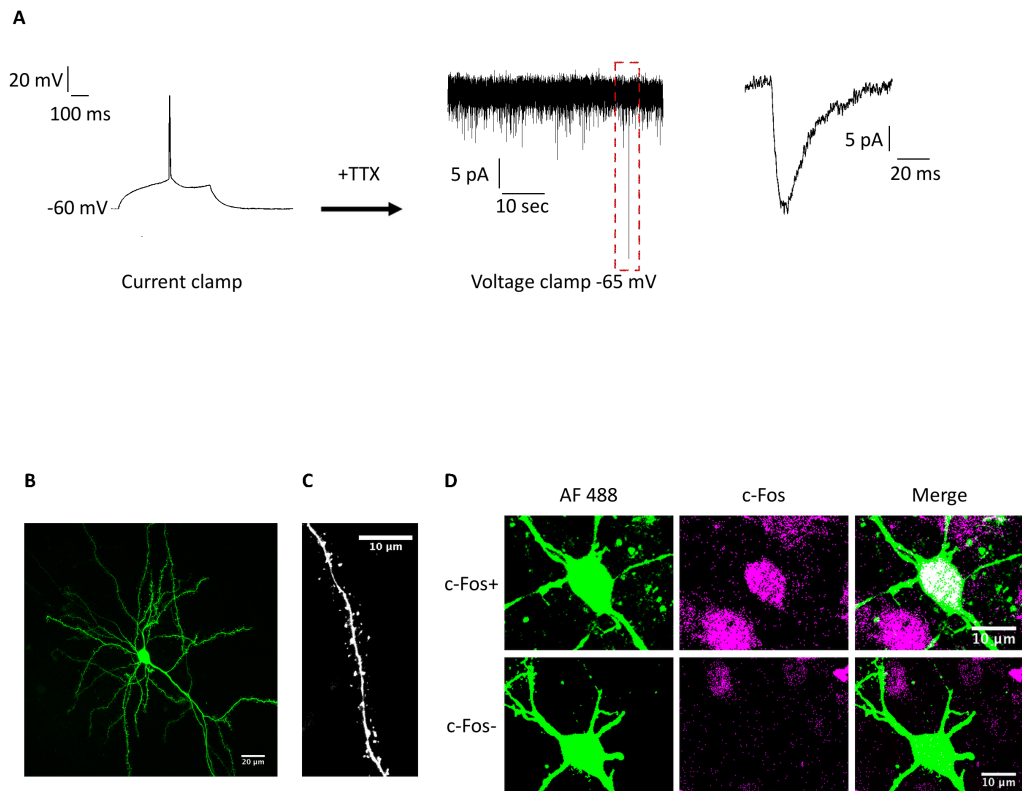 A
20 mV
100 ms
-60 mV
Current clamp
+TTX
5 pA
10 sec
Voltage clamp -65 mV
5 pA
20 ms
B
20 µm
C
10 µm
D
AF 488
c-Fos
Merge
c-Fos+
10 µm
c-Fos-
10 µm